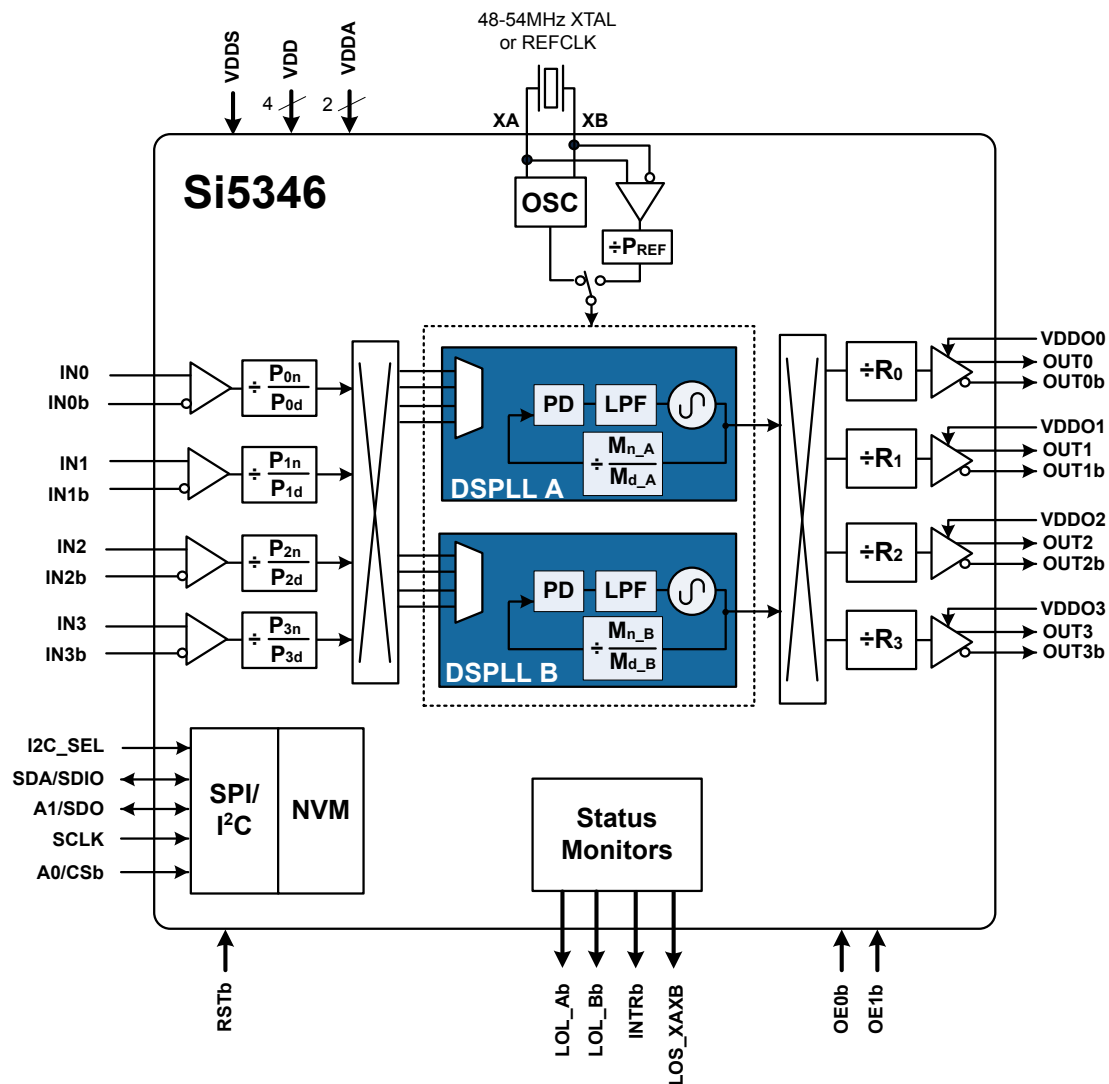 48-54MHz XTAL
or REFCLK
VDDS
VDD
VDDA
4
2
XA
XB
Si5346
OSC
÷PREF
IN0
IN0b
÷ P0n
P0d
IN1
IN1b
÷ P1n
P1d
IN2
IN2b
÷ P2n
P2d
IN3
IN3b
÷ P3n
P3d
PD
LPF
÷ Mn_A
Md_A
DSPLL A
PD
LPF
÷ Mn_B
Md_B
DSPLL B
÷R0
VDDO0
OUT0
OUT0b
÷R1
VDDO1
OUT1
OUT1b
÷R2
VDDO2
OUT2
OUT2b
÷R3
VDDO3
OUT3
OUT3b
I2C_SEL
SDA/SDIO
A1/SDO
SCLK
A0/CSb
SPI/
I²C
NVM
Status
Monitors
RSTb
LOL_Ab
LOL_Bb
INTRb
LOS_XAXB
OE0b
OE1b